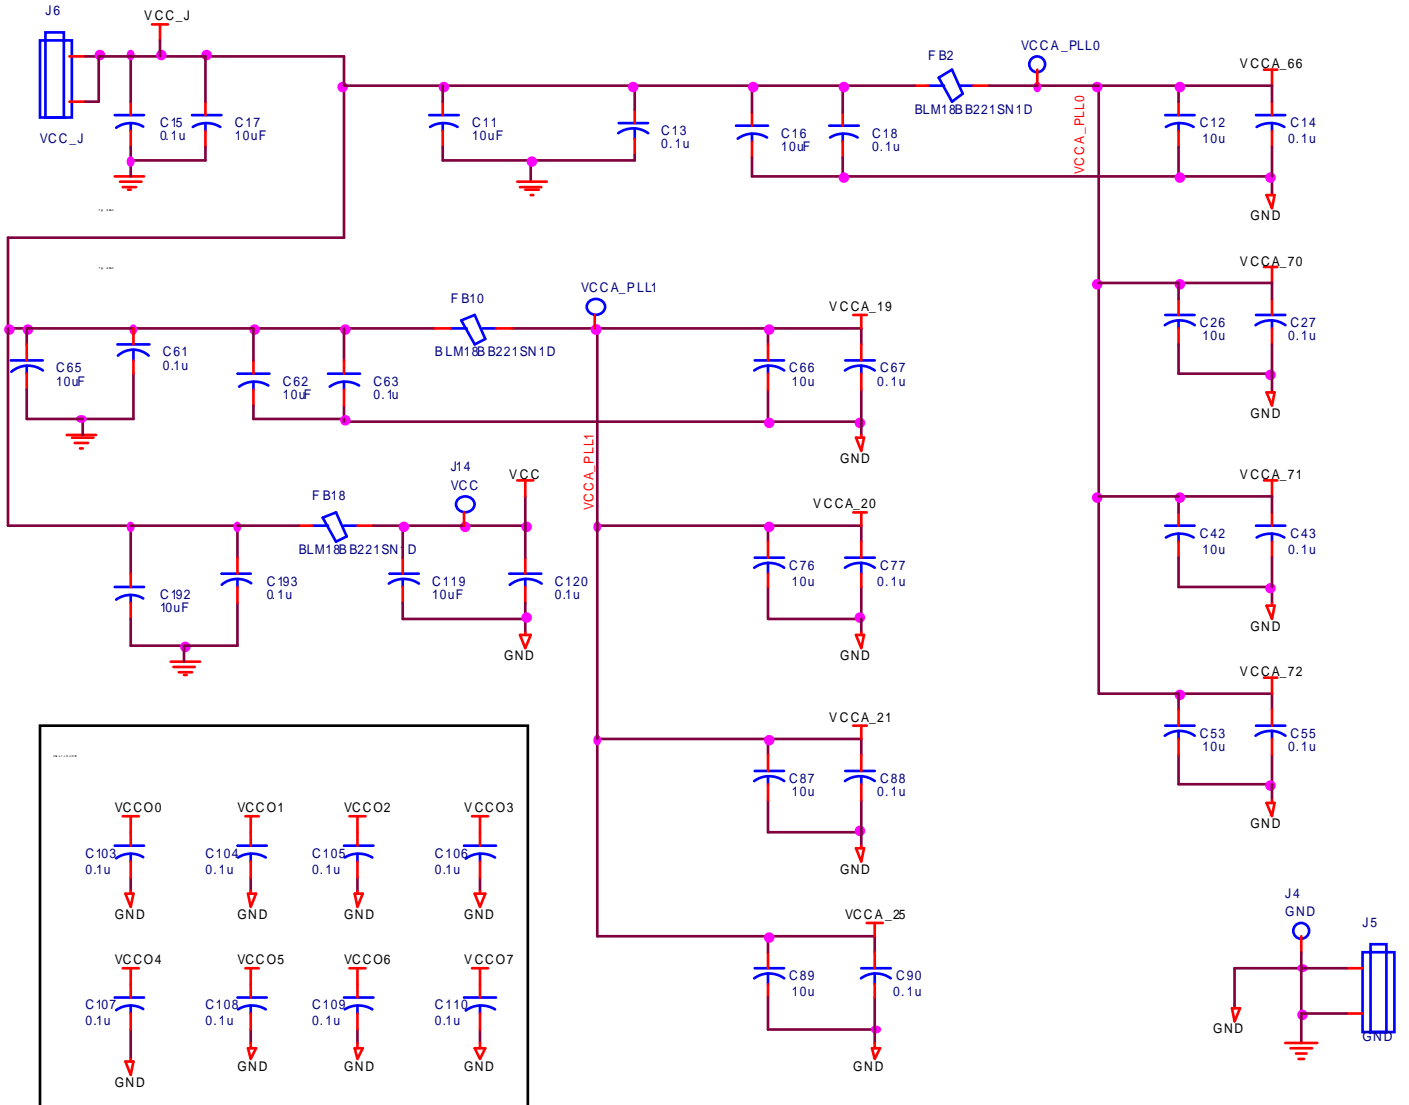 J6
VCC_J
VCC_J
C15
0.1u
C17
10uF
C11
10uF
C13
0.1u
C16
10uF
C18
0.1u
FB2
BLM18BB221SN1D
VCCA_PLL0
VCCA_PLL0
VCCA_66
C12
10u
C14
0.1u
GND
VCCA_70
C26
10u
C27
0.1u
GND
VCCA_71
C42
10u
C43
0.1u
GND
VCCA_72
C53
10u
C55
0.1u
GND
C65
10uF
C61
0.1u
C62
10uF
C63
0.1u
FB10
BLM18BB221SN1D
VCCA_PLL1
VCCA_PLL1
VCCA_19
C66
10u
C67
0.1u
GND
VCCA_20
C76
10u
C77
0.1u
GND
VCCA_21
C87
10u
C88
0.1u
GND
VCCA_25
C89
10u
C90
0.1u
GND
C192
10uF
C193
0.1u
FB18
BLM18BB221SN1D
J14
VCC
VCC
C119
10uF
C120
0.1u
GND
VCCO0
C103
0.1u
GND
VCCO1
C104
0.1u
GND
VCCO2
C105
0.1u
GND
VCCO3
C106
0.1u
GND
VCCO4
C107
0.1u
GND
VCCO5
C108
0.1u
GND
VCCO6
C109
0.1u
GND
VCCO7
C110
0.1u
GND
J4
GND
J5
GND
GND